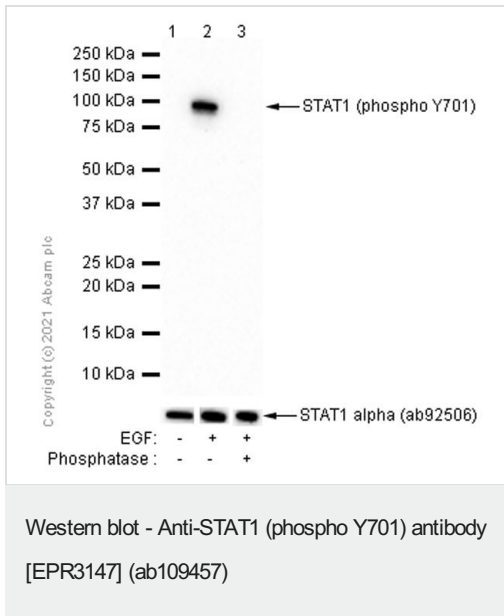 1 2 3
250 kDa
150 kDa
100 kDa
STAT1 (phospho Y701)
75 kDa
50 kDa
37 kDa
25 kDa
20 kDa
15 kDa
10 kDa
Copyright (c) 2021 Abcam plc
STAT1 alpha (ab92506)
EGF: - + +
Phosphatase : - - +
Western blot - Anti-STAT1 (phospho Y701) antibody
[EPR3147] (ab109457)